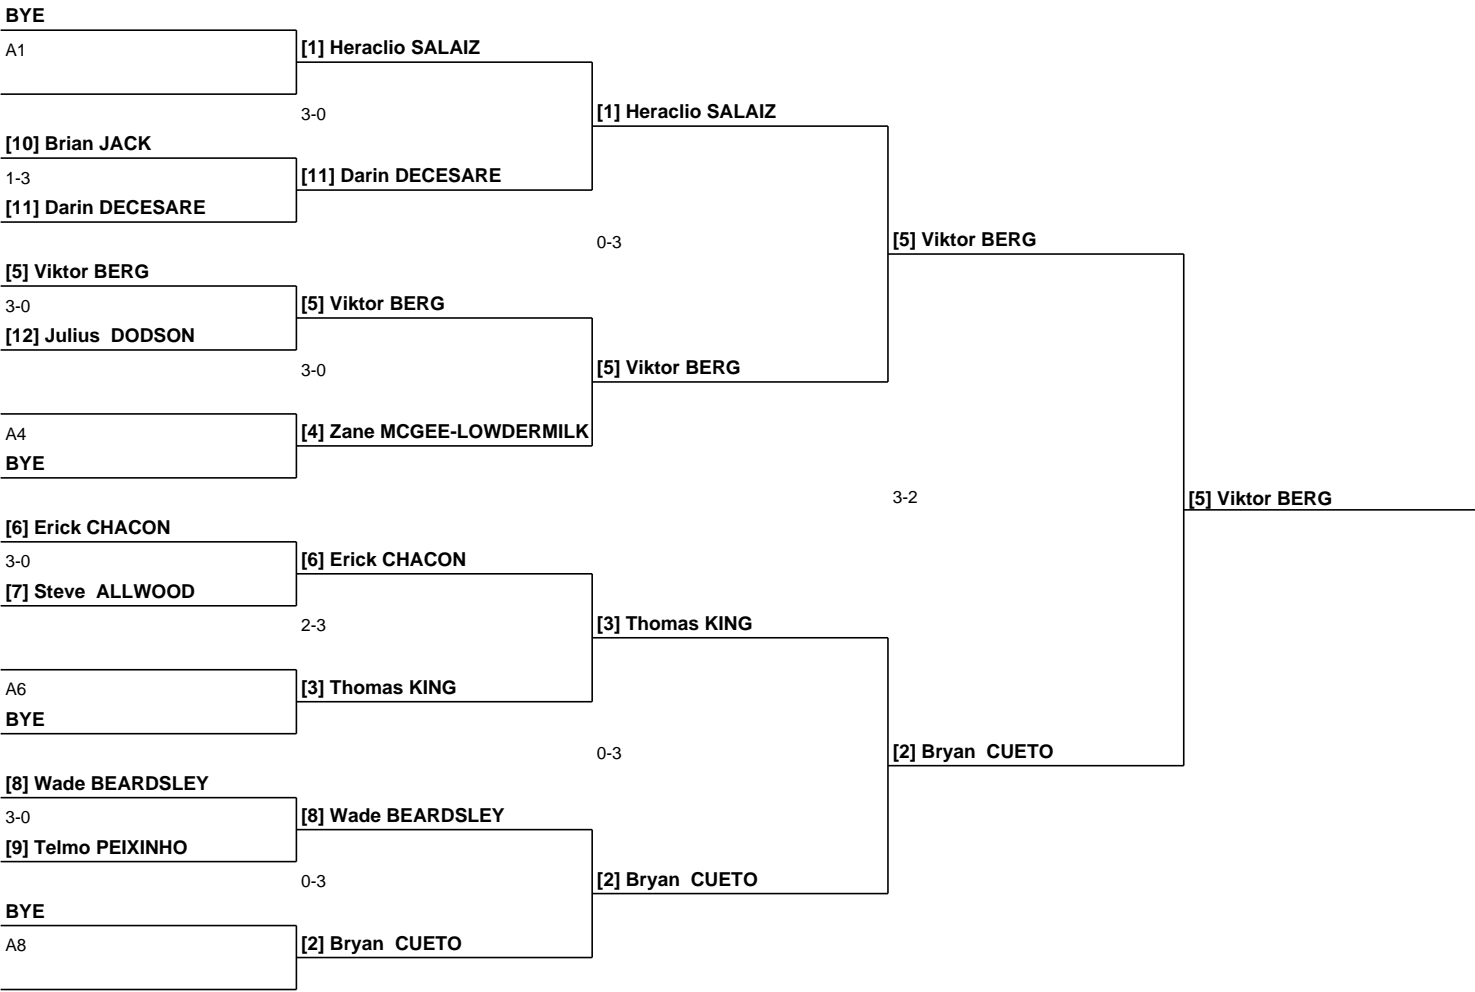 BYE
A1
[1] Heraclio SALAIZ
3-0
[1] Heraclio SALAIZ
[10] Brian JACK
1-3
[11] Darin DECESARE
[11] Darin DECESARE
0-3
[5] Viktor BERG
[5] Viktor BERG
3-0
[5] Viktor BERG
[12] Julius  DODSON
3-0
[5] Viktor BERG
A4
[4] Zane MCGEE-LOWDERMILK
BYE
3-2
[5] Viktor BERG
[6] Erick CHACON
3-0
[6] Erick CHACON
[7] Steve  ALLWOOD
2-3
[3] Thomas KING
A6
[3] Thomas KING
BYE
0-3
[2] Bryan  CUETO
[8] Wade BEARDSLEY
3-0
[8] Wade BEARDSLEY
[9] Telmo PEIXINHO
0-3
[2] Bryan  CUETO
BYE
A8
[2] Bryan  CUETO